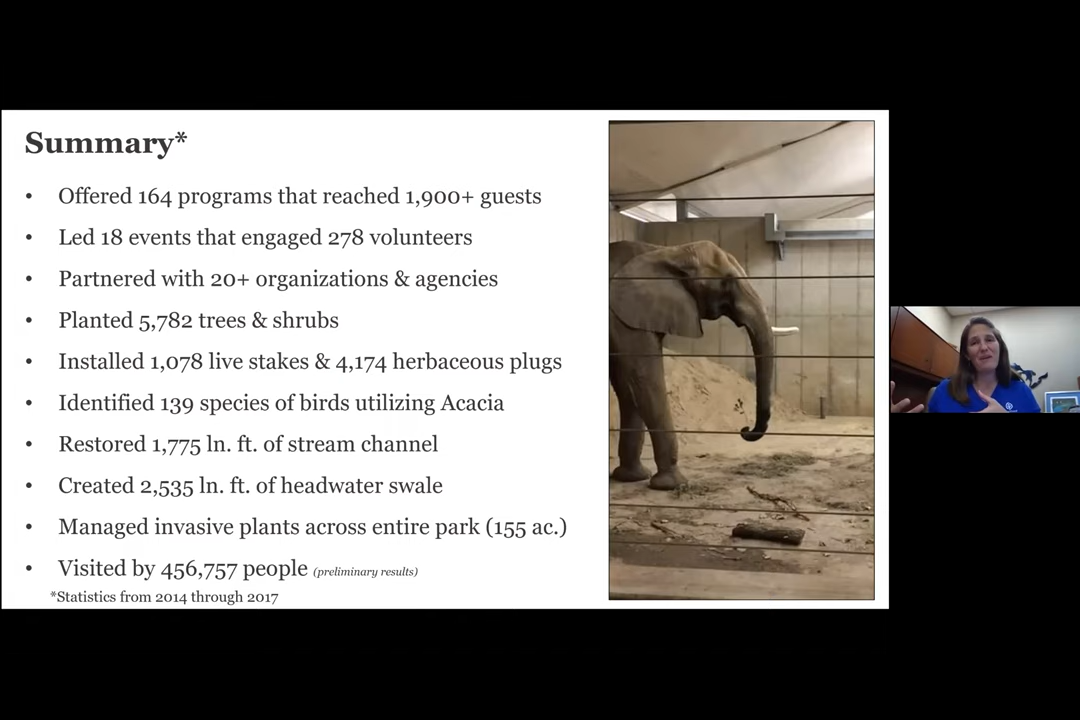 Summary*
• Offered 164 programs that reached 1,900+ guests
• Led 18 events that engaged 278 volunteers
• Partnered with 20+ organizations & agencies
• Planted 5,782 trees & shrubs
• Installed 1,078 live stakes & 4,174 herbaceous plugs
• Identified 139 species of birds utilizing Acacia
• Restored 1,775 ln. ft. of stream channel
• Created 2,535 ln. ft. of headwater swale
• Managed invasive plants across entire park (155 ac.)
• Visited by 456,757 people (preliminary results)
*Statistics from 2014 through 2017